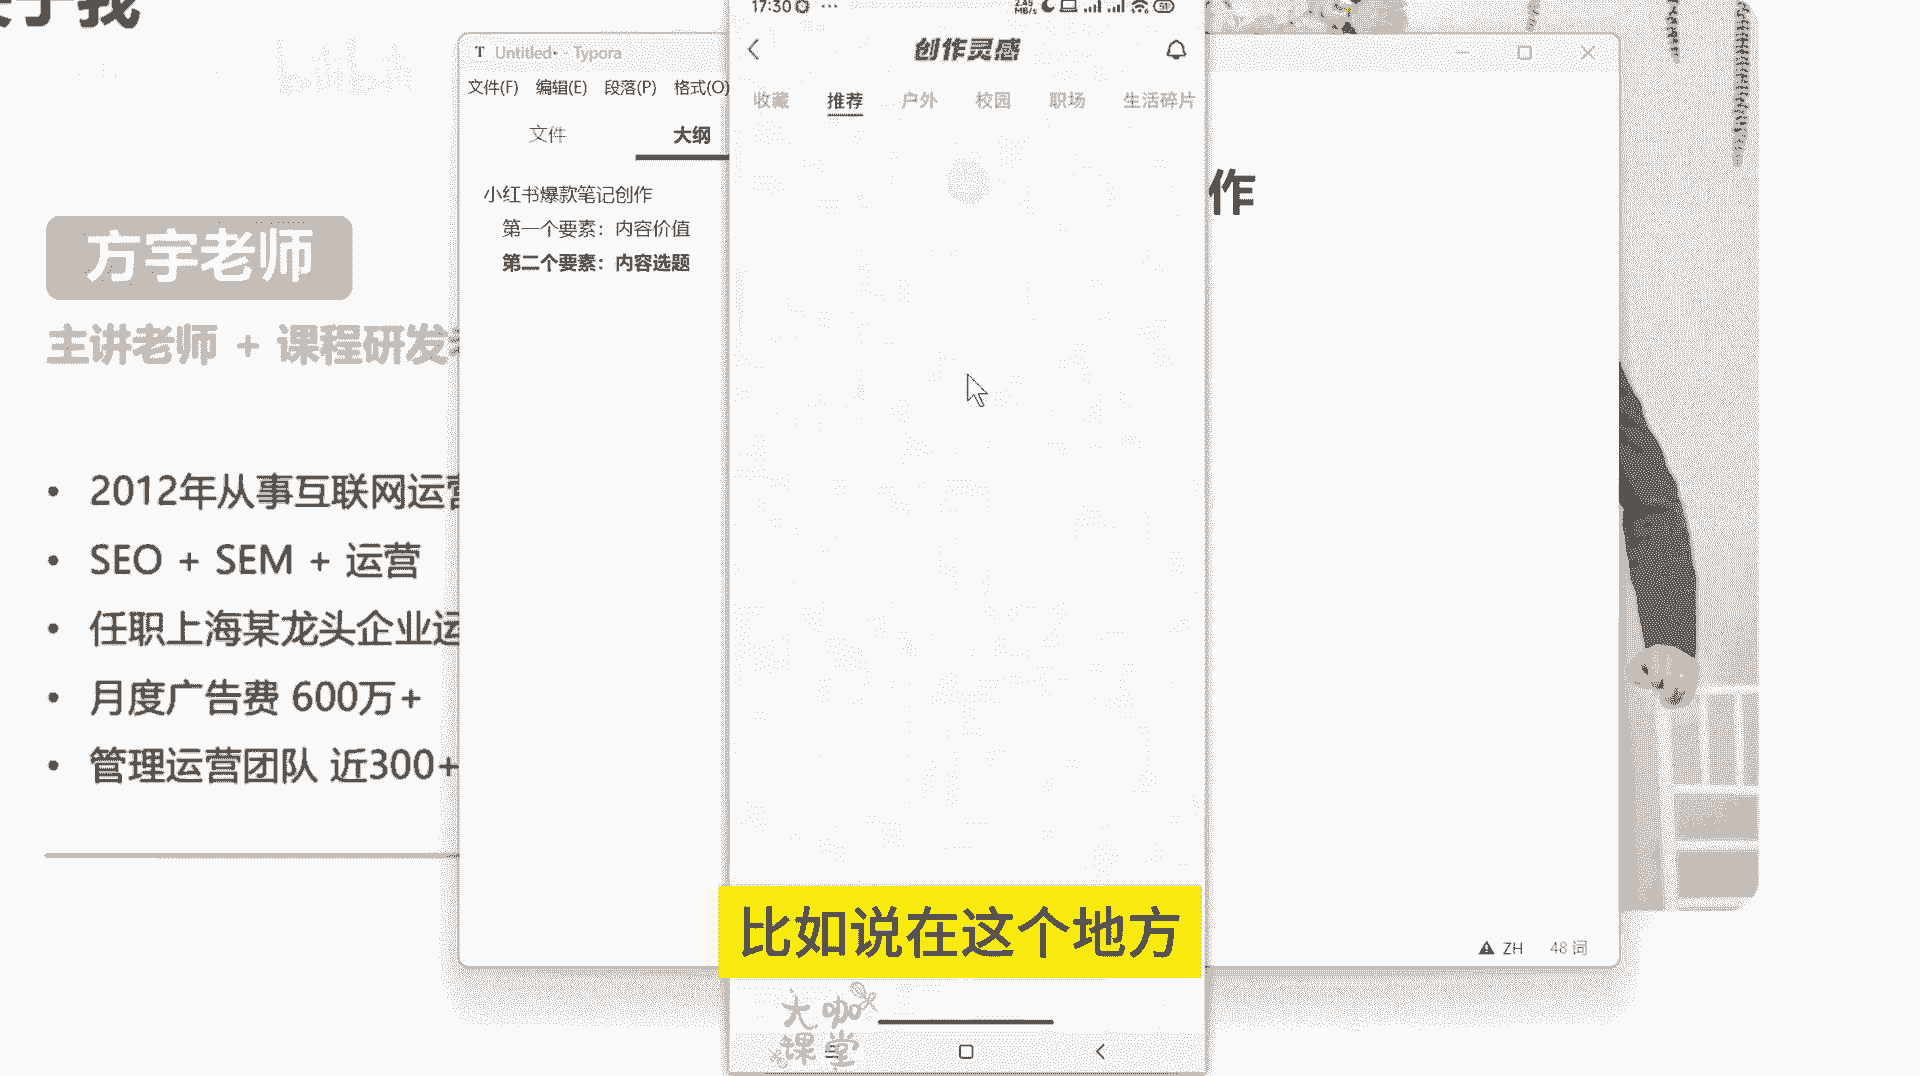 关于我
bilibili
方宇老师
主讲老师 + 课程研发
2012年从事互联网运营
SEO + SEM + 运营
任职上海某龙头企业运
月度广告费 600万+
管理运营团队 近300+
Untitled• - Typora
文件(F) 编辑(E) 段落(P) 格式(O)
文件 大纲
小红书爆款笔记创作
第一个要素：内容价值
第二个要素：内容选题
作
17:30
创作灵感
收藏 推荐 户外 校园 职场 生活碎片
比如说在这个地方
大咖
课堂
ZH 48 词